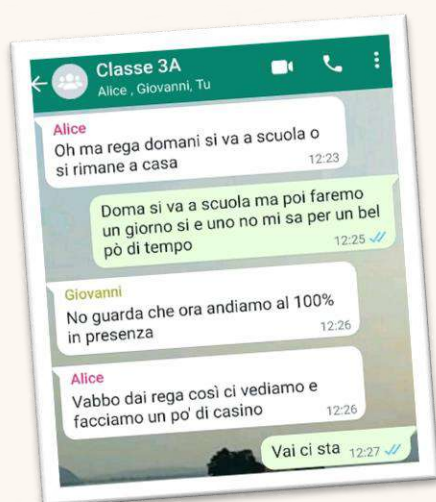 Classe 3A
Alice , Giovanni, Tu
Alice
Oh ma rega domani si va a scuola o
si rimane a casa
12:23
Doma si va a scuola ma poi faremo
un giorno si e uno no mi sa per un bel
pò di tempo
12:25
Giovanni
No guarda che ora andiamo al 100%
in presenza
12:26
Alice
Vabbo dai rega così ci vediamo e
facciamo un po' di casino
12:26
Vai ci sta 12:27